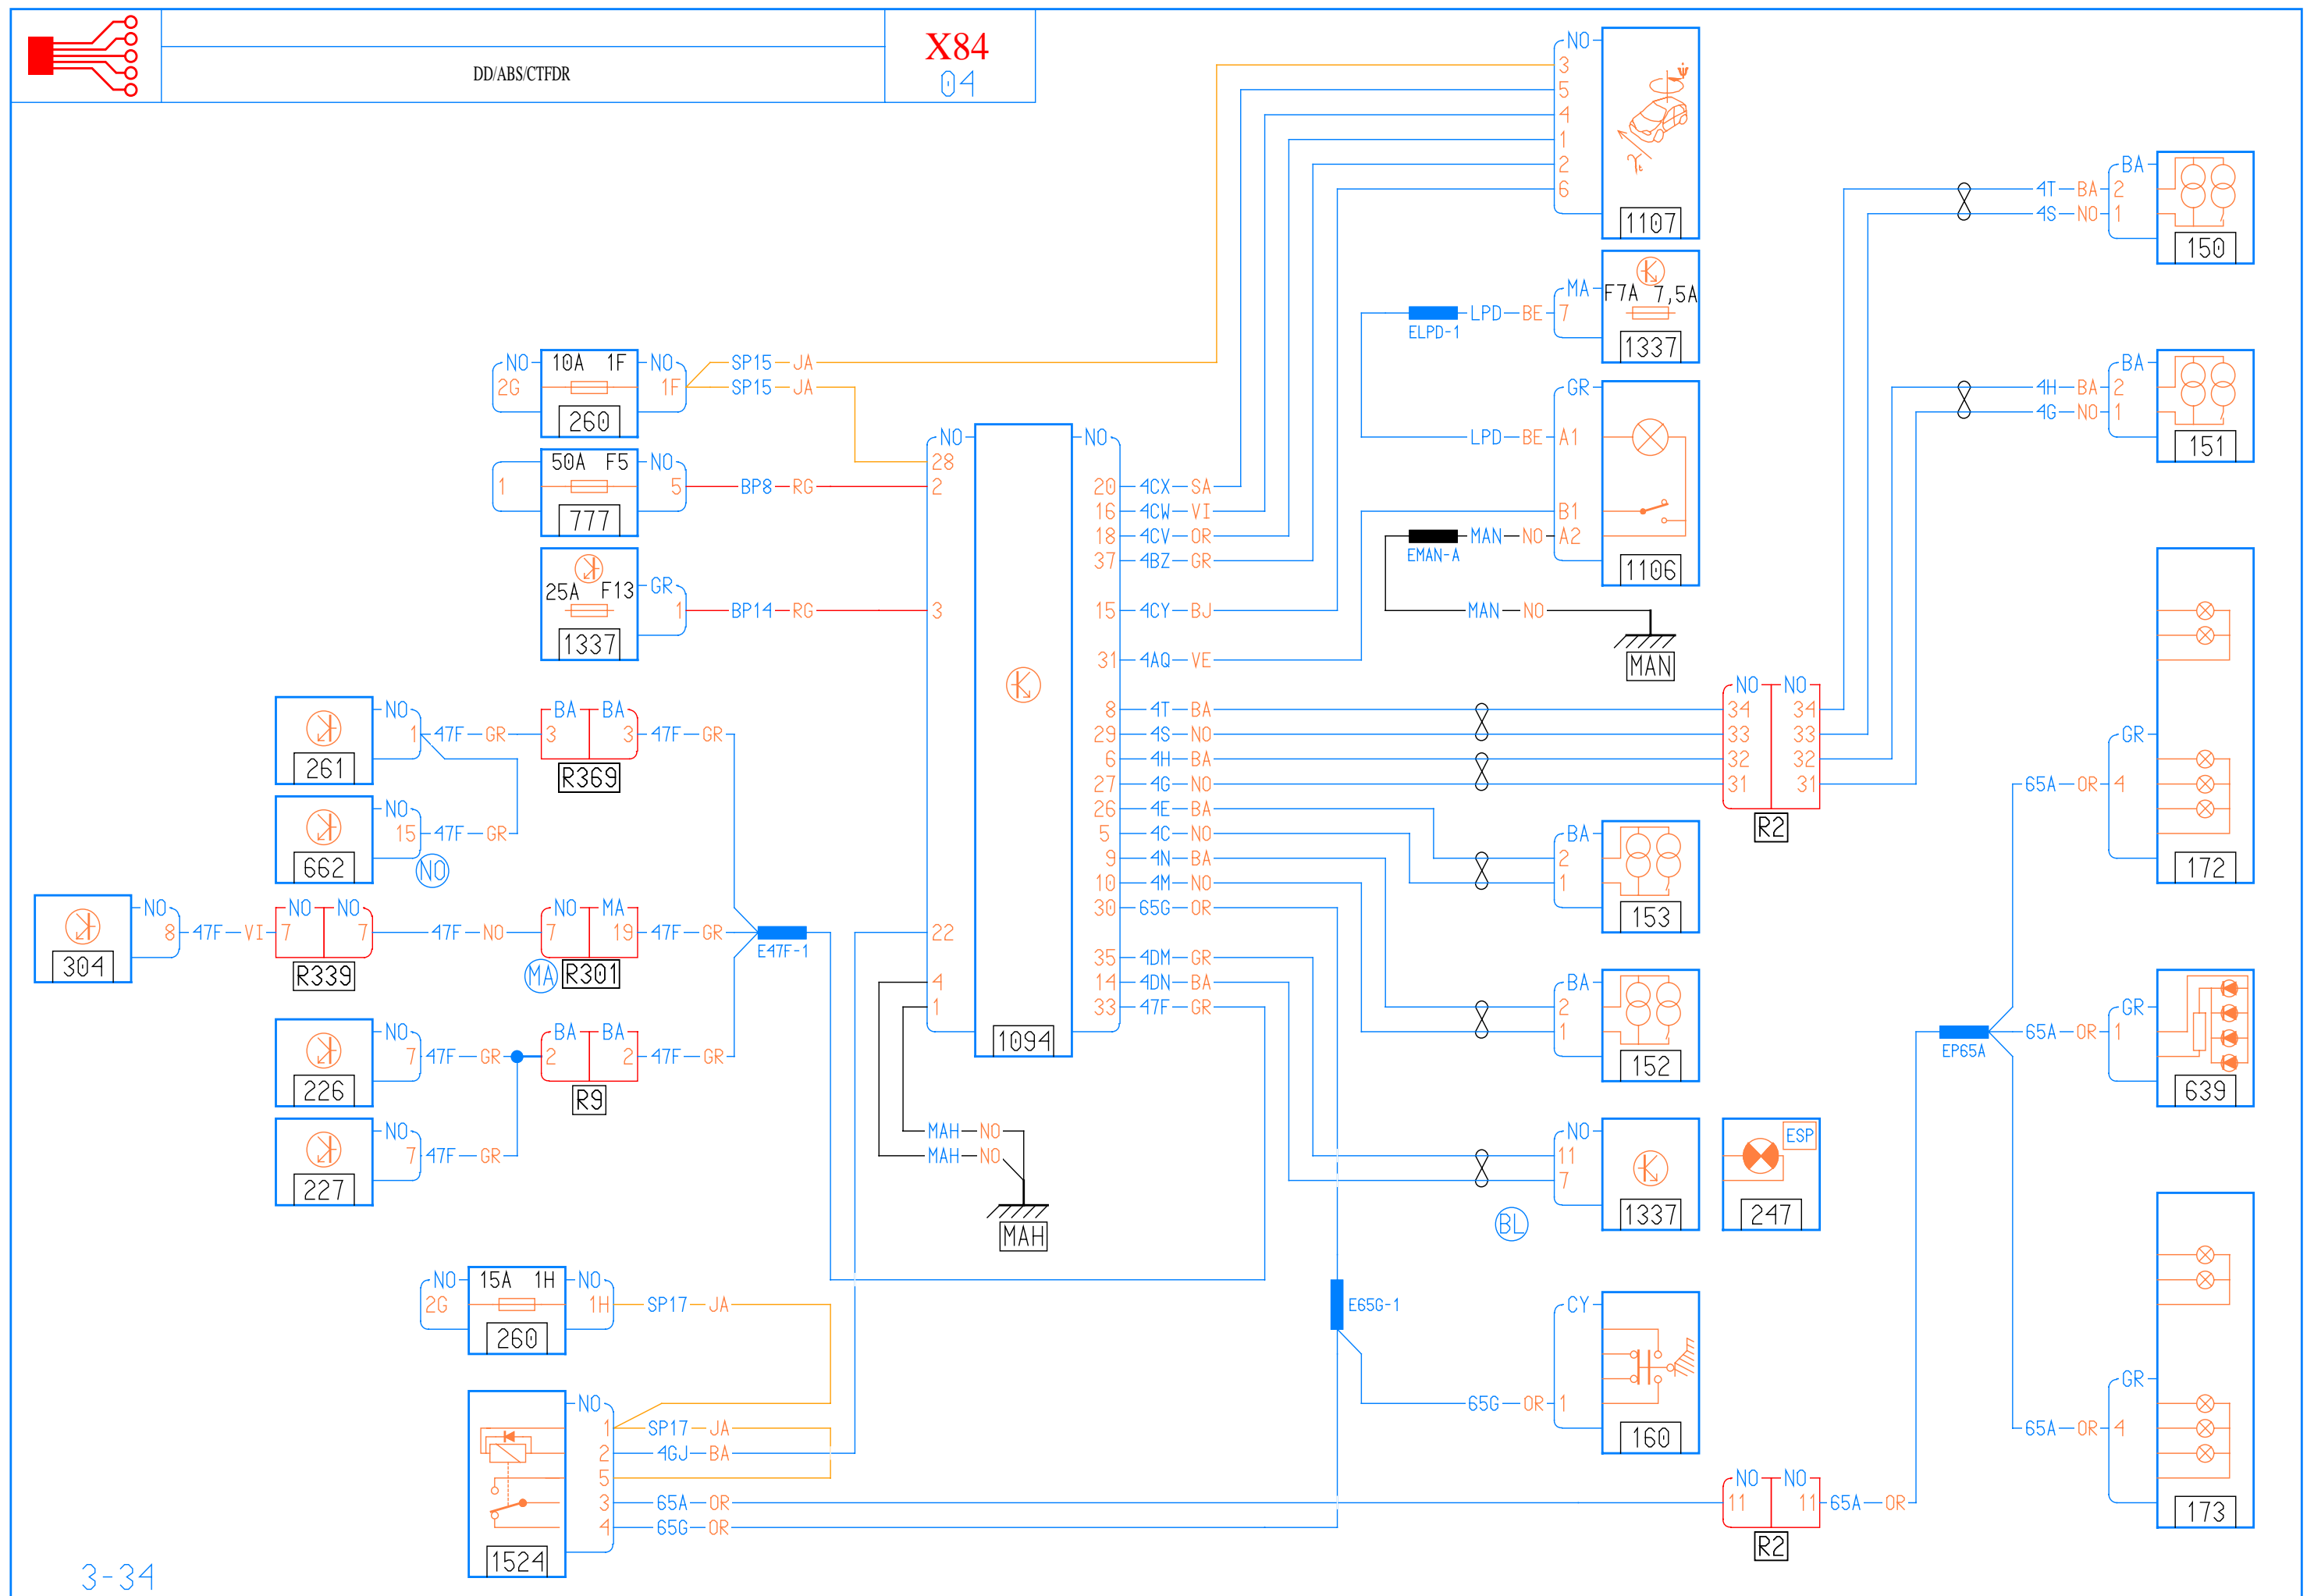 DD/ABS/CTFDR
X84
04
NO
3
5
4
1
2
6
1107
MA
F7A 7,5A
7
1337
ELPD-1
LPD BE
GR
LPD BE A1
B1
MAN NO A2
EMAN-A
1106
MAN NO
MAN
BA
4T BA 2
4S NO 1
150
BA
4H BA 2
4G NO 1
151
NO 10A 1F NO
2G 1F
260
SP15 JA
SP15 JA
50A F5 NO
1 5
777
BP8 RG
25A F13 GR
1
1337
BP14 RG
NO NO
28
2
3
22
4
1
1094
20 4CX SA
16 4CW VI
18 4CV OR
37 4BZ GR
15 4CY BJ
31 4AQ VE
8 4T BA
29 4S NO
6 4H BA
27 4G NO
26 4E BA
5 4C NO
9 4N BA
10 4M NO
30 65G OR
35 4DM GR
14 4DN BA
33 47F GR
NO NO
34 34
33 33
32 32
31 31
R2
NO
1 47F GR
261
BA BA
3 3 47F GR
R369
NO
15 47F GR
662
NO
NO
8 47F VI
304
NO NO
7 7
R339
47F NO
NO MA
7 19 47F GR
MA R301
E47F-1
NO
7 47F GR
226
BA BA
2 2 47F GR
R9
NO
7 47F GR
227
MAH NO
MAH NO
MAH
BA
2
1
153
BA
2
1
152
NO
11
7
1337
BL
ESP
247
GR
65A OR 4
172
GR
65A OR 1
639
EP65A
GR
65A OR 4
173
NO 15A 1H NO
2G 1H
260
SP17 JA
E65G-1
CY
65G OR 1
160
NO
1 SP17 JA
2 4GJ BA
5
3 65A OR
4 65G OR
1524
NO NO
11 11 65A OR
R2
3-34